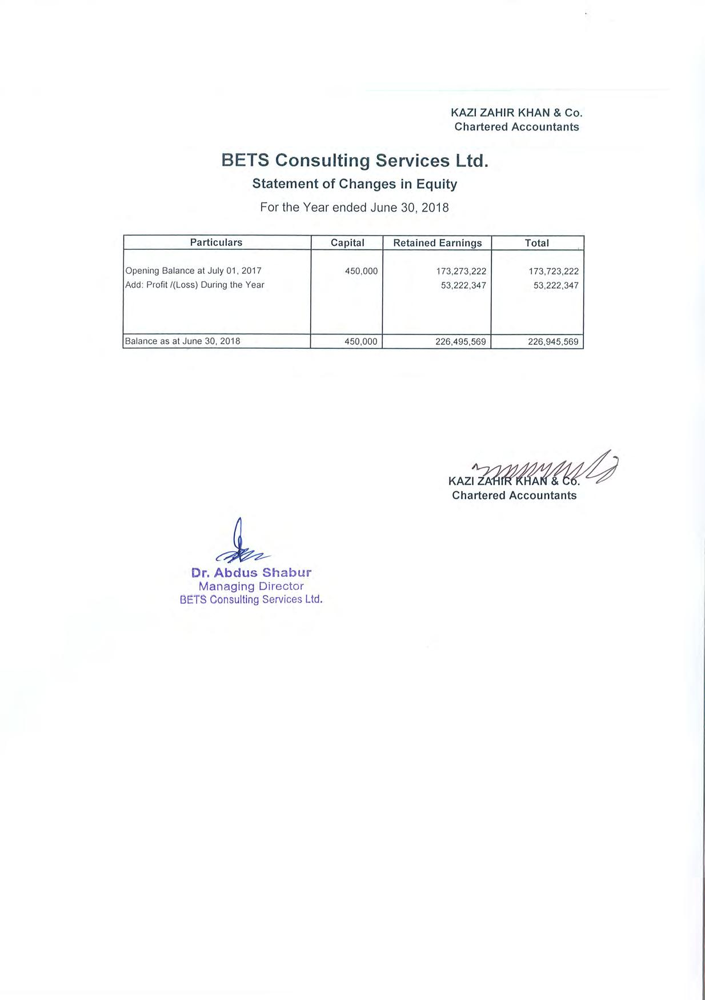 KAZI ZAHIR KHAN & Co.
Chartered Accountants
BETS Consulting Services Ltd.
Statement of Changes in Equity
For the Year ended June 30, 2018
Particulars Capital Retained Earnings Total
Opening Balance at July 01, 2017 450,000 173,273,222 173,723,222
Add: Profit /(Loss) During the Year 53,222,347 53,222,347
Balance as at June 30, 2018 450,000 226,495,569 226,945,569
KAZI ZAHIR KHAN & Co.
Chartered Accountants
Dr. Abdus Shabur
Managing Director
BETS Consulting Services Ltd.